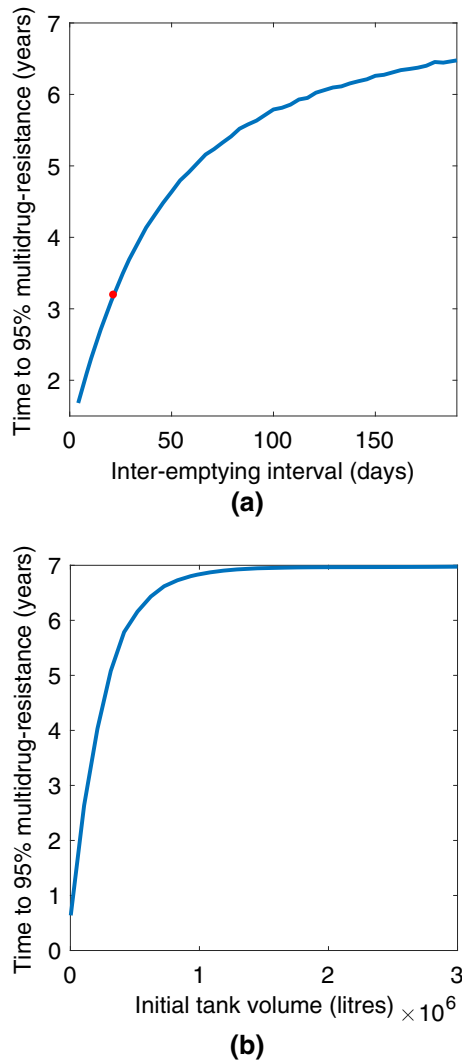 Time to 95% multidrug-resistance (years)
7
6
5
4
3
2
0 50 100 150
Inter-emptying interval (days)
(a)
Time to 95% multidrug-resistance (years)
7
6
5
4
3
2
1
0
0 1 2 3
Initial tank volume (litres) ×10⁶
(b)